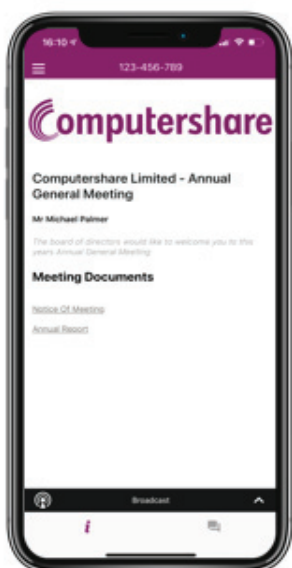 16:10
123-456-789
Computershare
Computershare Limited - Annual
General Meeting
Mr Michael Palmer
The board of directors would like to welcome you to this
years Annual General Meeting
Meeting Documents
Notice Of Meeting
Annual Report
Broadcast
i